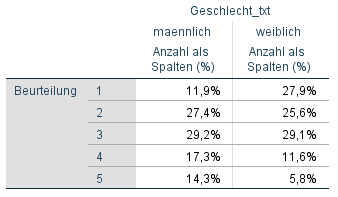 Geschlecht_txt
maennlich weiblich
Anzahl als Anzahl als
Spalten (%) Spalten (%)
Beurteilung 1 11,9% 27,9%
2 27,4% 25,6%
3 29,2% 29,1%
4 17,3% 11,6%
5 14,3% 5,8%